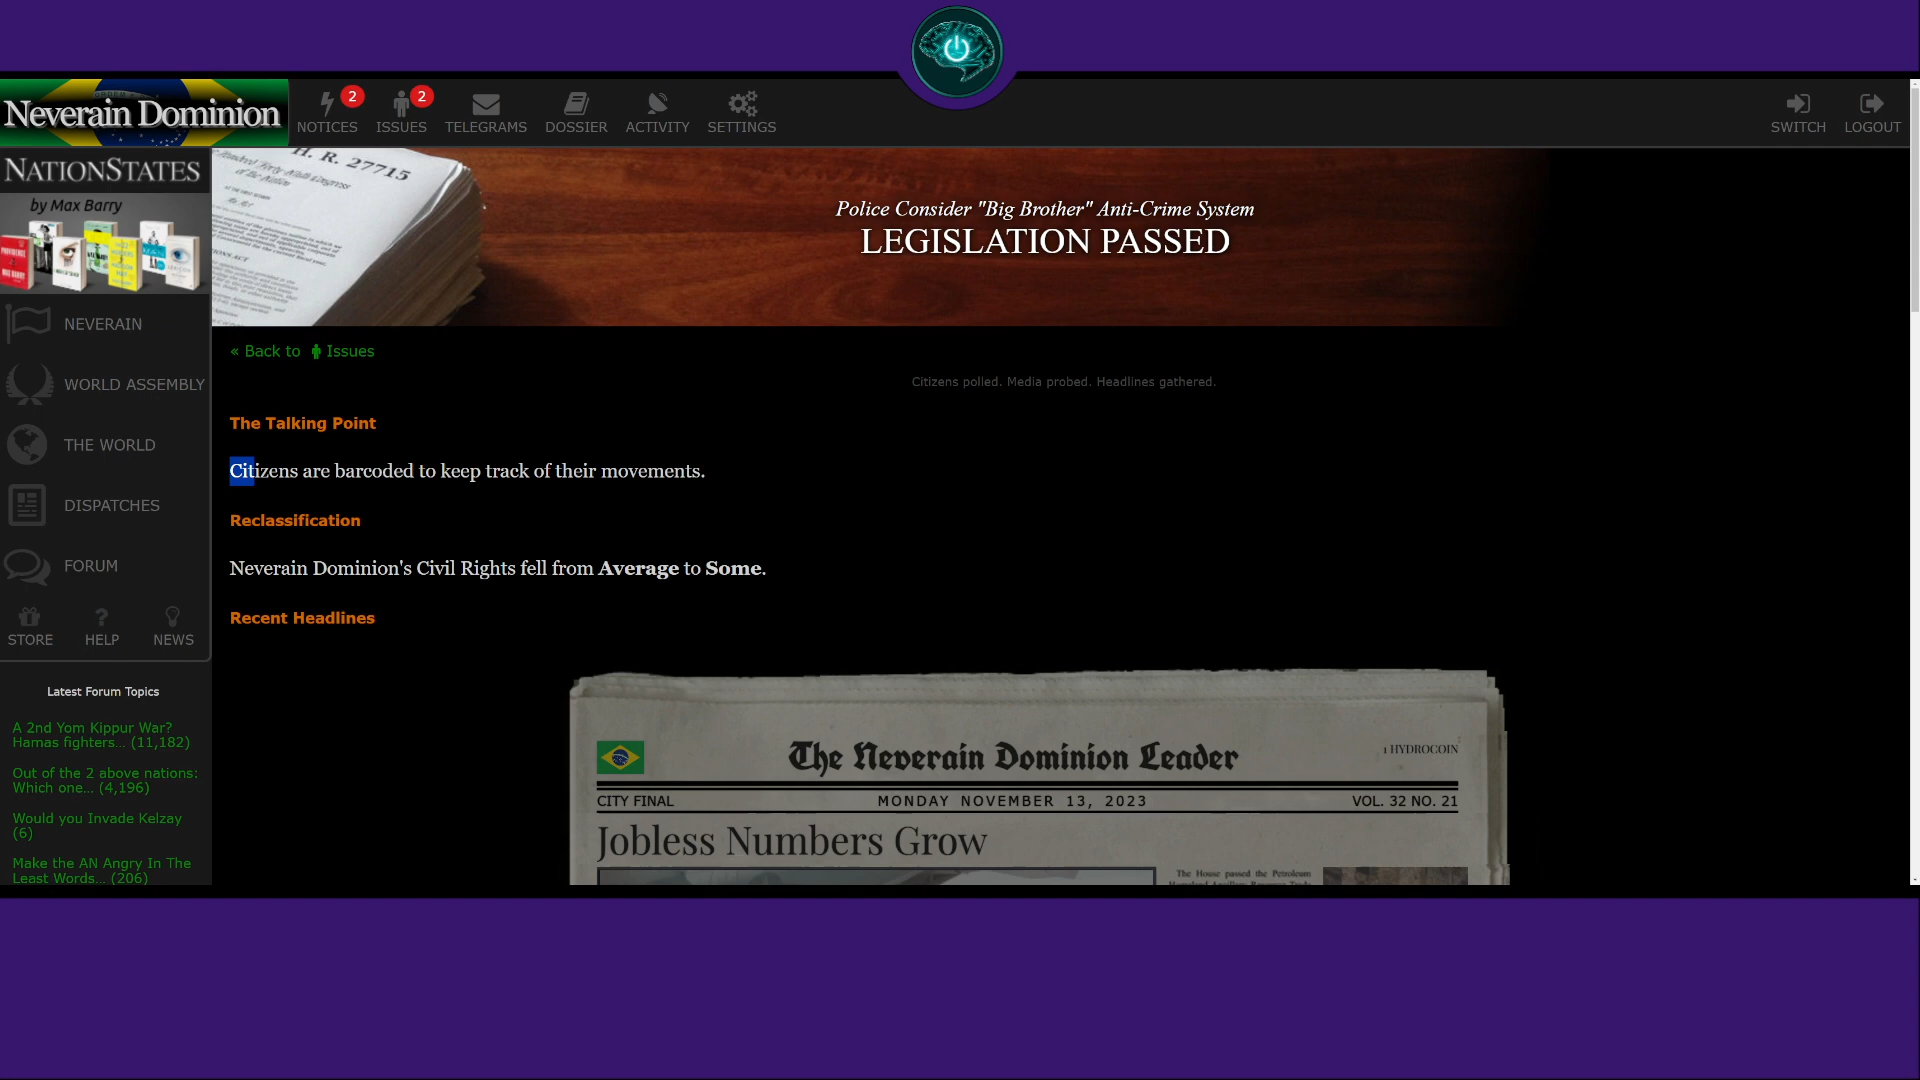 Neverain Dominion
2
NOTICES
2
ISSUES
TELEGRAMS
DOSSIER
ACTIVITY
SETTINGS
SWITCH
LOGOUT
NATIONSTATES
by Max Barry
NEVERAIN
WORLD ASSEMBLY
THE WORLD
DISPATCHES
FORUM
STORE
HELP
NEWS
Latest Forum Topics
A 2nd Yom Kippur War?
Hamas fighters... (11,182)
Out of the 2 above nations:
Which one... (4,196)
Would you Invade Kelzay
(6)
Make the AN Angry In The
Least Words... (206)
H. R. 27715
Police Consider "Big Brother" Anti-Crime System
LEGISLATION PASSED
« Back to Issues
Citizens polled. Media probed. Headlines gathered.
The Talking Point
Citizens are barcoded to keep track of their movements.
Reclassification
Neverain Dominion's Civil Rights fell from Average to Some.
Recent Headlines
The Neverain Dominion Leader
1 HYDROCOIN
CITY FINAL
MONDAY NOVEMBER 13, 2023
VOL. 32 NO. 21
Jobless Numbers Grow
The House passed the Petroleum